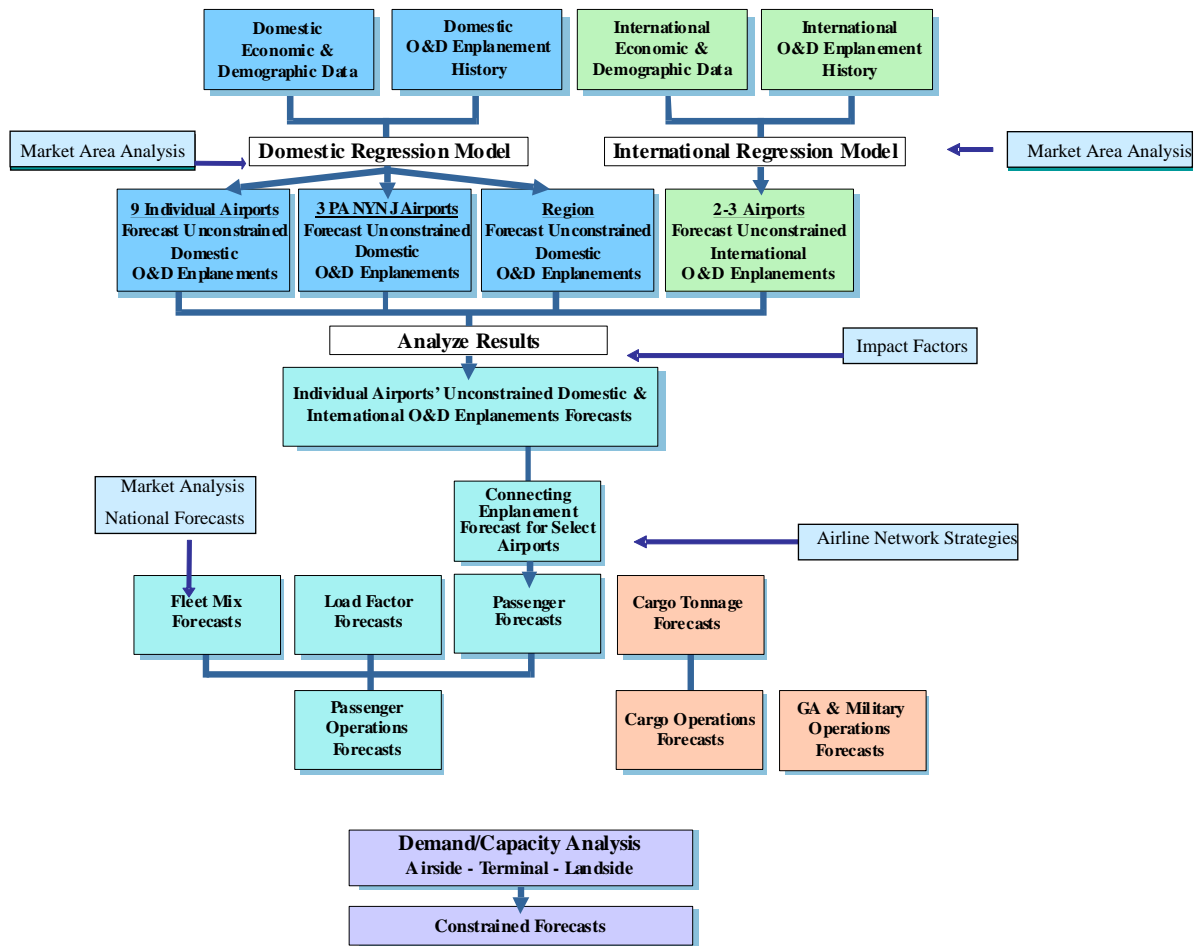 Domestic
Economic &
Demographic Data
Domestic
O&D Enplanement
History
International
Economic &
Demographic Data
International
O&D Enplanement
History
Market Area Analysis
Domestic Regression Model
International Regression Model
Market Area Analysis
9 Individual Airports
Forecast Unconstrained
Domestic
O&D Enplanements
3 PA NYNJ Airports
Forecast Unconstrained
Domestic
O&D Enplanements
Region
Forecast Unconstrained
Domestic
O&D Enplanements
2-3 Airports
Forecast Unconstrained
International
O&D Enplanements
Analyze Results
Impact Factors
Individual Airports’ Unconstrained Domestic &
International O&D Enplanements Forecasts
Market Analysis
National Forecasts
Connecting
Enplanement
Forecast for Select
Airports
Airline Network Strategies
Fleet Mix
Forecasts
Load Factor
Forecasts
Passenger
Forecasts
Cargo Tonnage
Forecasts
Passenger
Operations
Forecasts
Cargo Operations
Forecasts
GA & Military
Operations
Forecasts
Demand/Capacity Analysis
Airside - Terminal - Landside
Constrained Forecasts